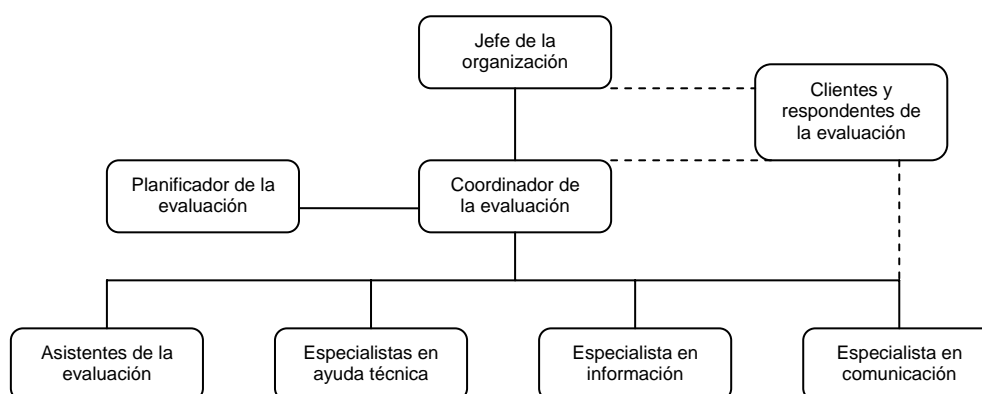 Jefe de la
organización
Clientes y
respondentes de
la evaluación
Planificador de la
evaluación
Coordinador de
la evaluación
Asistentes de la
evaluación
Especialistas en
ayuda técnica
Especialista en
información
Especialista en
comunicación